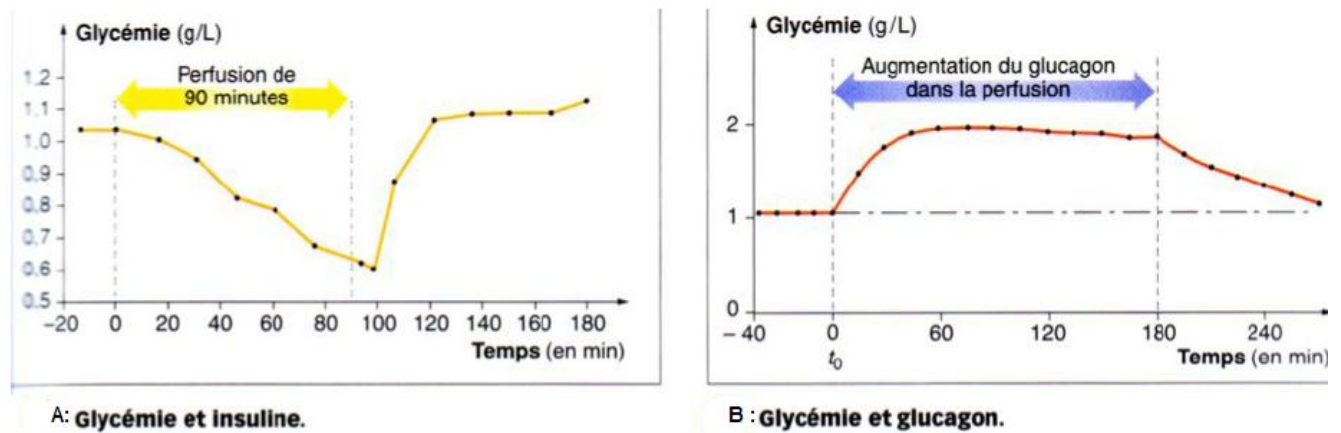 Glycémie (g/L)
Perfusion de
90 minutes
1.2
1.1
1.0
0.9
0.8
0.7
0.6
0.5
-20 0 20 40 60 80 100 120 140 160 180
Temps (en min)
A: Glycémie et insuline.
Glycémie (g/L)
Augmentation du glucagon
dans la perfusion
2
1
0
- 40 0 60 120 180 240
t0
Temps (en min)
B : Glycémie et glucagon.